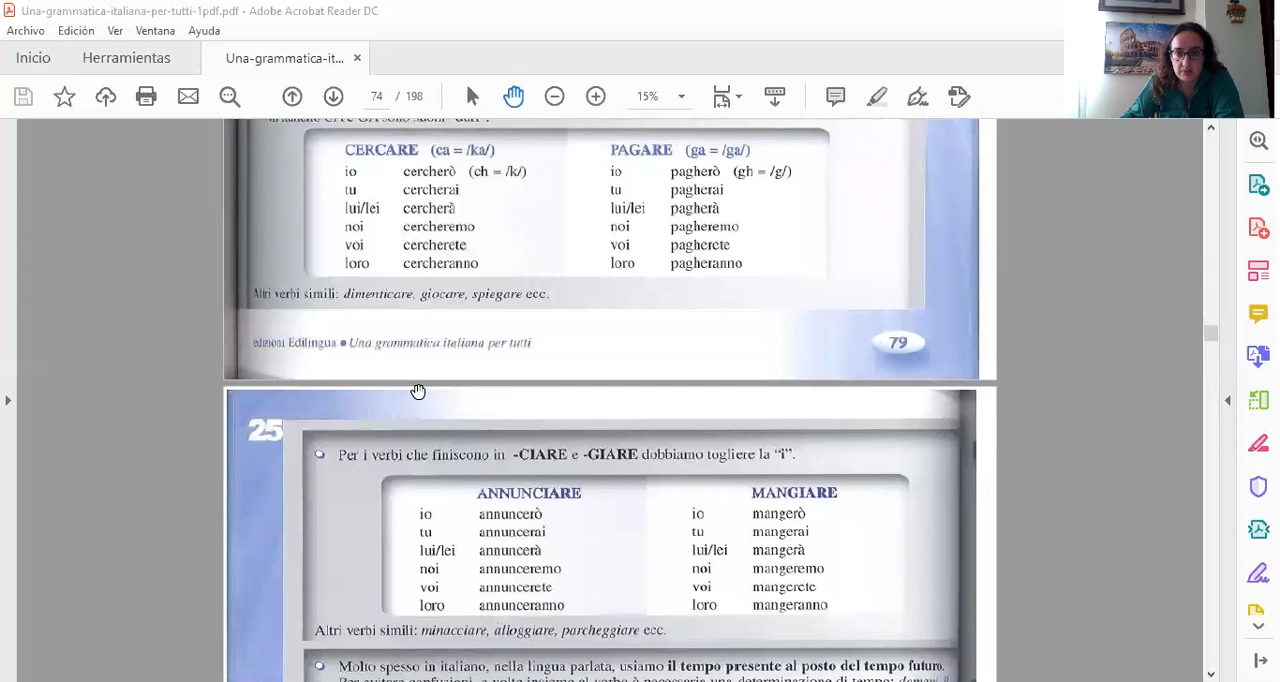 Una-grammatica-italiana-per-tutti-1pdf.pdf - Adobe Acrobat Reader DC
Archivo Edición Ver Ventana Ayuda
Inicio Herramientas Una-grammatica-it... ×
74 / 198 15%
CERCARE (ca = /ka/) PAGARE (ga = /ga/)
io cercherò (ch = /k/) io pagherò (gh = /g/)
tu cercherai tu pagherai
lui/lei cercherà lui/lei pagherà
noi cercheremo noi pagheremo
voi cercherete voi pagherete
loro cercheranno loro pagheranno
Altri verbi simili: dimenticare, giocare, spiegare ecc.
edizioni Edilingua • Una grammatica italiana per tutti 79
25
Per i verbi che finiscono in -CIARE e -GIARE dobbiamo togliere la "i".
ANNUNCIARE MANGIARE
io annuncerò io mangerò
tu annuncerai tu mangerai
lui/lei annuncerà lui/lei mangerà
noi annunceremo noi mangeremo
voi annuncerete voi mangerete
loro annunceranno loro mangeranno
Altri verbi simili: minacciare, alloggiare, parcheggiare ecc.
Molto spesso in italiano, nella lingua parlata, usiamo il tempo presente al posto del tempo futuro.